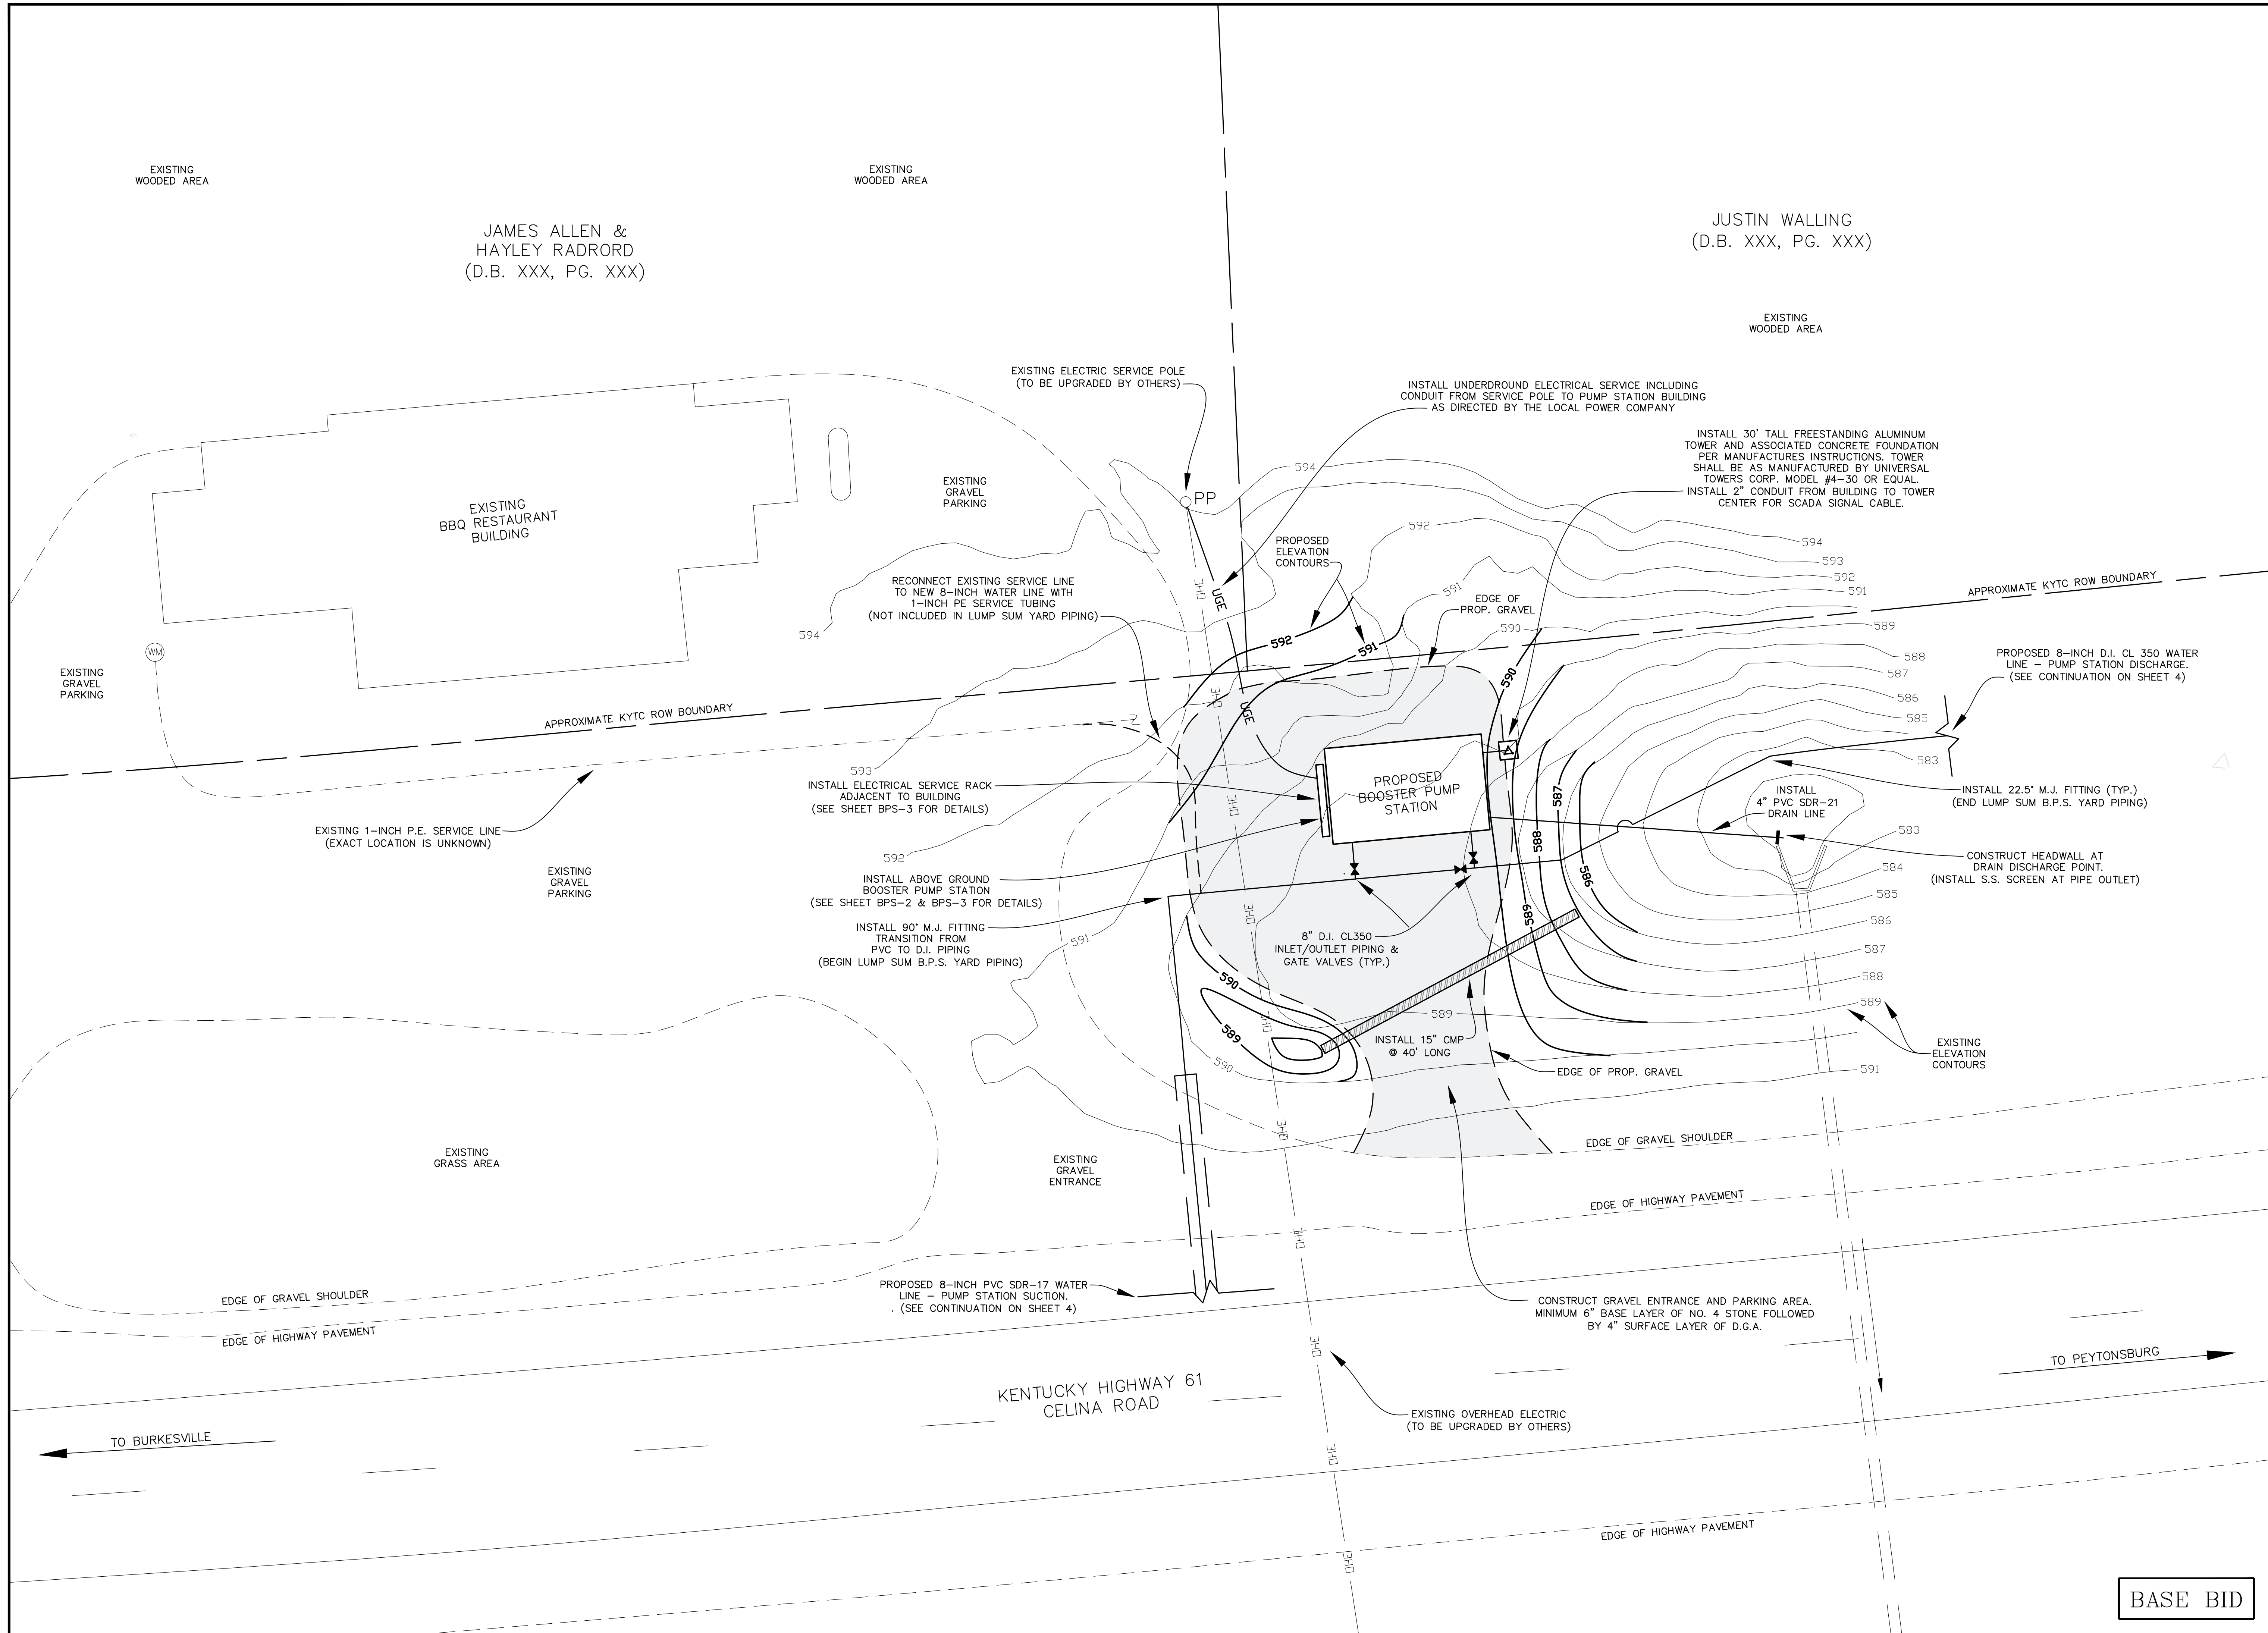 EXISTING
WOODED AREA
EXISTING
WOODED AREA
JAMES ALLEN &
HAYLEY RADRORD
(D.B. XXX, PG. XXX)
JUSTIN WALLING
(D.B. XXX, PG. XXX)
EXISTING
WOODED AREA
EXISTING ELECTRIC SERVICE POLE
(TO BE UPGRADED BY OTHERS)
INSTALL UNDERDROUND ELECTRICAL SERVICE INCLUDING
CONDUIT FROM SERVICE POLE TO PUMP STATION BUILDING
AS DIRECTED BY THE LOCAL POWER COMPANY
INSTALL 30' TALL FREESTANDING ALUMINUM
TOWER AND ASSOCIATED CONCRETE FOUNDATION
PER MANUFACTURES INSTRUCTIONS. TOWER
SHALL BE AS MANUFACTURED BY UNIVERSAL
TOWERS CORP. MODEL #4-30 OR EQUAL.
INSTALL 2" CONDUIT FROM BUILDING TO TOWER
CENTER FOR SCADA SIGNAL CABLE.
EXISTING
GRAVEL
PARKING
EXISTING
BBQ RESTAURANT
BUILDING
PP
594
592
594
593
592
591
PROPOSED
ELEVATION
CONTOURS
OHE
UGE
591
EDGE OF
PROP. GRAVEL
APPROXIMATE KYTC ROW BOUNDARY
RECONNECT EXISTING SERVICE LINE
TO NEW 8-INCH WATER LINE WITH
1-INCH PE SERVICE TUBING
(NOT INCLUDED IN LUMP SUM YARD PIPING)
594
592
591
590
589
588
587
586
585
583
590
WM
EXISTING
GRAVEL
PARKING
PROPOSED 8-INCH D.I. CL 350 WATER
LINE - PUMP STATION DISCHARGE.
(SEE CONTINUATION ON SHEET 4)
APPROXIMATE KYTC ROW BOUNDARY
OHE
UGE
593
INSTALL ELECTRICAL SERVICE RACK
ADJACENT TO BUILDING
(SEE SHEET BPS-3 FOR DETAILS)
PROPOSED
BOOSTER PUMP
STATION
587
588
586
589
INSTALL
4" PVC SDR-21
DRAIN LINE
INSTALL 22.5° M.J. FITTING (TYP.)
(END LUMP SUM B.P.S. YARD PIPING)
EXISTING 1-INCH P.E. SERVICE LINE
(EXACT LOCATION IS UNKNOWN)
OHE
592
583
584
585
586
587
588
589
CONSTRUCT HEADWALL AT
DRAIN DISCHARGE POINT.
(INSTALL S.S. SCREEN AT PIPE OUTLET)
EXISTING
GRAVEL
PARKING
INSTALL ABOVE GROUND
BOOSTER PUMP STATION
(SEE SHEET BPS-2 & BPS-3 FOR DETAILS)
INSTALL 90° M.J. FITTING
TRANSITION FROM
PVC TO D.I. PIPING
(BEGIN LUMP SUM B.P.S. YARD PIPING)
591
OHE
8" D.I. CL350
INLET/OUTLET PIPING &
GATE VALVES (TYP.)
590
589
589
OHE
INSTALL 15" CMP
@ 40' LONG
590
EDGE OF PROP. GRAVEL
591
EXISTING
ELEVATION
CONTOURS
OHE
EDGE OF GRAVEL SHOULDER
EXISTING
GRASS AREA
EXISTING
GRAVEL
ENTRANCE
EDGE OF HIGHWAY PAVEMENT
OHE
PROPOSED 8-INCH PVC SDR-17 WATER
LINE - PUMP STATION SUCTION.
. (SEE CONTINUATION ON SHEET 4)
EDGE OF GRAVEL SHOULDER
EDGE OF HIGHWAY PAVEMENT
CONSTRUCT GRAVEL ENTRANCE AND PARKING AREA.
MINIMUM 6" BASE LAYER OF NO. 4 STONE FOLLOWED
BY 4" SURFACE LAYER OF D.G.A.
OHE
TO PEYTONSBURG
KENTUCKY HIGHWAY 61
CELINA ROAD
EXISTING OVERHEAD ELECTRIC
(TO BE UPGRADED BY OTHERS)
TO BURKESVILLE
OHE
EDGE OF HIGHWAY PAVEMENT
OHE
BASE BID